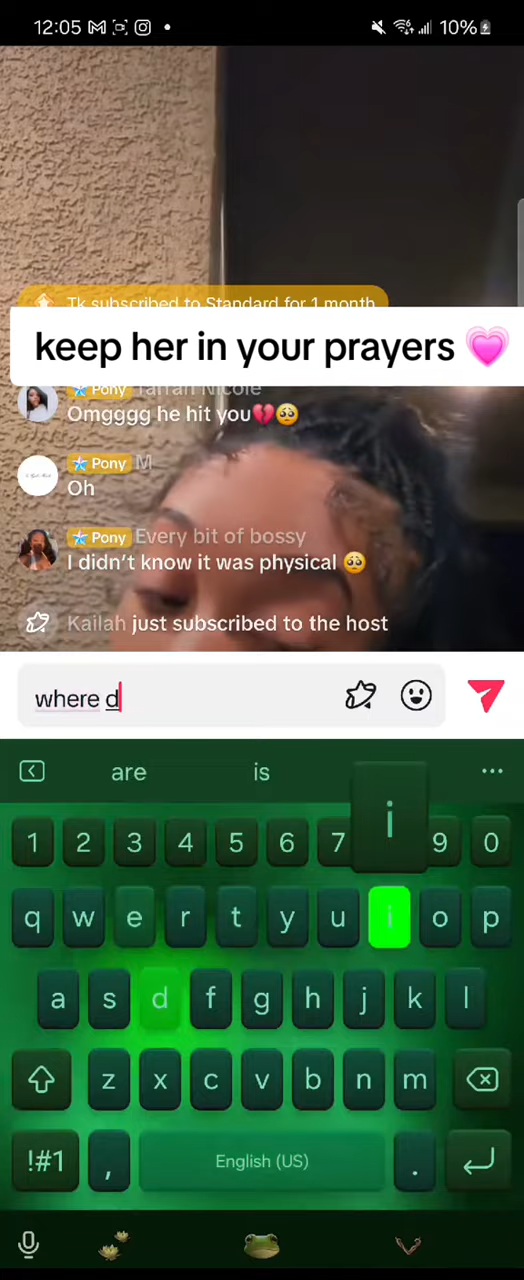 12:05
10%
Tk subscribed to Standard for 1 month
keep her in your prayers
Pony Tarrah Nicole
Omgggg he hit you
Pony M
Oh
Pony Every bit of bossy
I didn't know it was physical
Kailah just subscribed to the host
where d
are is
i
1 2 3 4 5 6 7 9 0
q w e r t y u i o p
a s d f g h j k l
z x c v b n m
!#1 , English (US) .